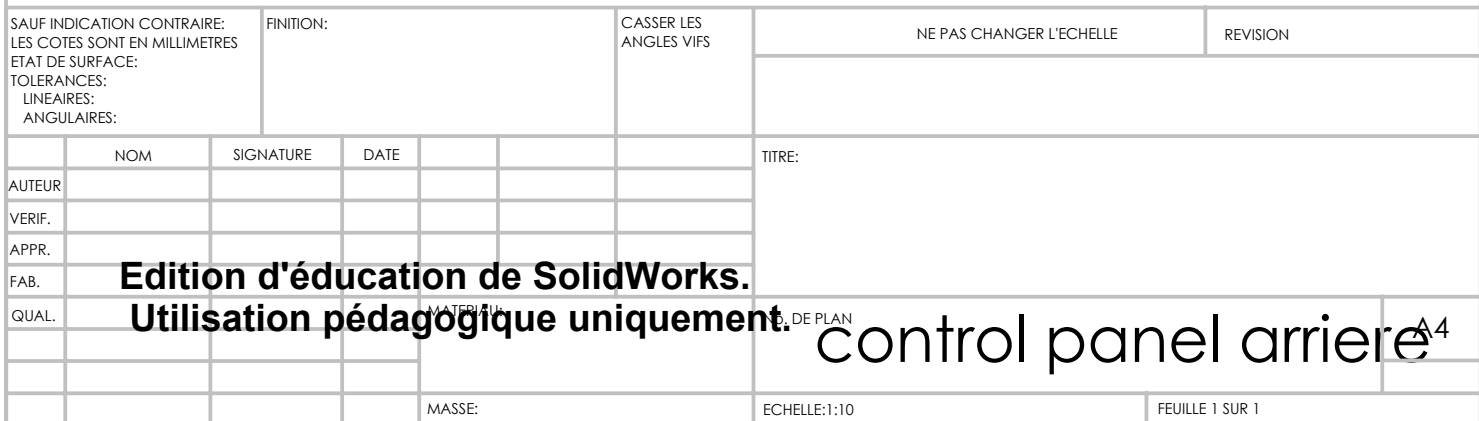 SAUF INDICATION CONTRAIRE:
LES COTES SONT EN MILLIMETRES
ETAT DE SURFACE:
TOLERANCES:
LINEAIRES:
ANGULAIRES:
FINITION:
CASSER LES
ANGLES VIFS
NE PAS CHANGER L'ECHELLE
REVISION
NOM SIGNATURE DATE
TITRE:
AUTEUR
VERIF.
APPR.
FAB.
QUAL.
Edition d'éducation de SolidWorks.
Utilisation pédagogique uniquement.
MATERIAU:
No. DE PLAN
control panel arriere
A4
MASSE:
ECHELLE:1:10
FEUILLE 1 SUR 1